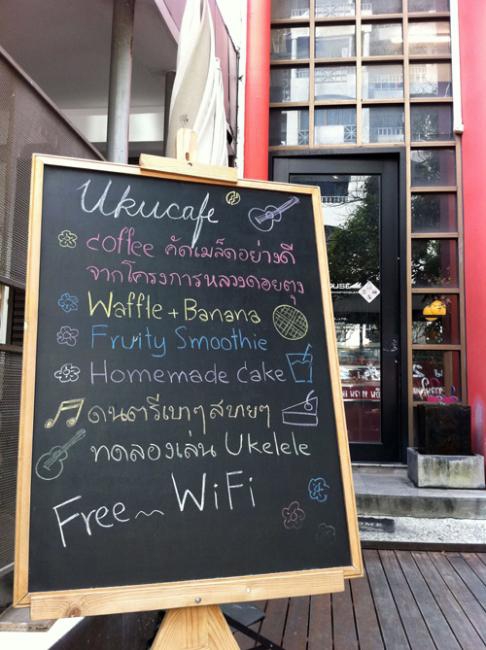 Ukucafe
coffee คัดเมล็ดอย่างดี
จากโครงการหลวงดอยตุง
Waffle + Banana
Fruity Smoothie
Homemade Cake
ดนตรีเบาๆสบายๆ
ทดลองเล่น Ukelele
Free~ WiFi